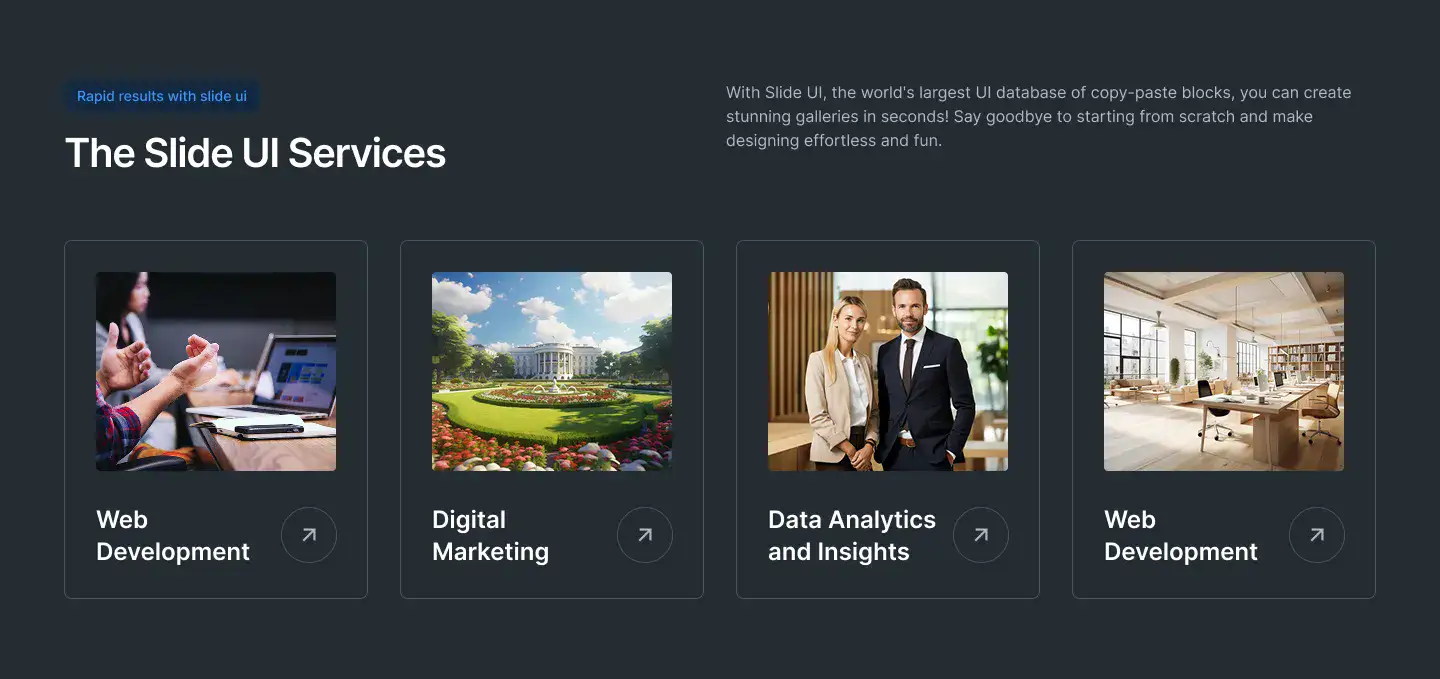 Rapid results with slide ui
The Slide UI Services
With Slide UI, the world's largest UI database of copy-paste blocks, you can create
stunning galleries in seconds! Say goodbye to starting from scratch and make
designing effortless and fun.
Web
Development
Digital
Marketing
Data Analytics
and Insights
Web
Development